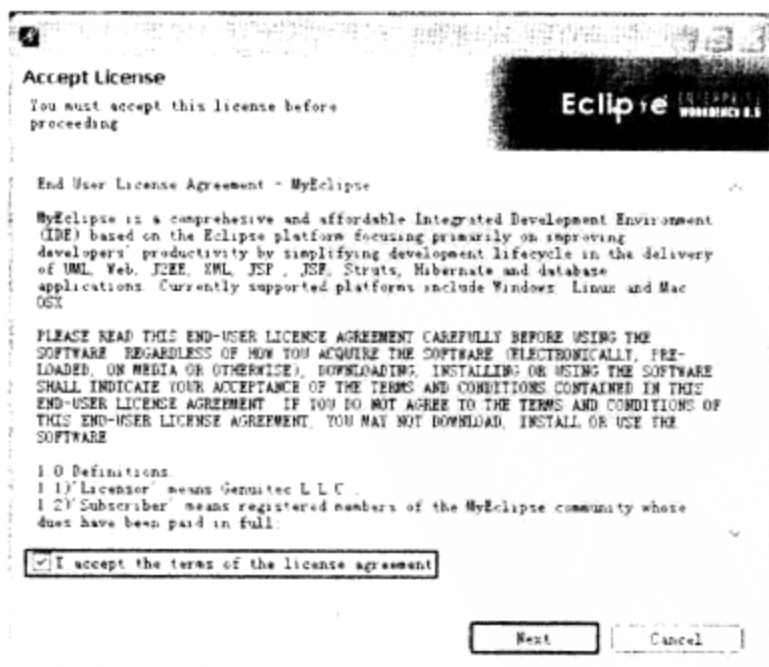 Accept License
You must accept this license before
proceeding
Eclipse ENTERPRISE
WORKBENCH
End User License Agreement - MyEclipse
MyEclipse is a comprehesive and affordable Integrated Development Environment
(IDE) based on the Eclipse platform focusing primarily on improving
developers' productivity by simplifying development lifecycle in the delivery
of UML, Web, J2EE, XML, JSP , JSF, Struts, Hibernate and database
applications. Currently supported platforms include Windows, Linux and Mac
OSX
PLEASE READ THIS END-USER LICENSE AGREEMENT CAREFULLY BEFORE USING THE
SOFTWARE REGARDLESS OF HOW YOU ACQUIRE THE SOFTWARE (ELECTRONICALLY, PRE-
LOADED, ON MEDIA OR OTHERWISE), DOWNLOADING, INSTALLING OR USING THE SOFTWARE
SHALL INDICATE YOUR ACCEPTANCE OF THE TERMS AND CONDITIONS CONTAINED IN THIS
END-USER LICENSE AGREEMENT. IF YOU DO NOT AGREE TO THE TERMS AND CONDITIONS OF
THIS END-USER LICENSE AGREEMENT, YOU MAY NOT DOWNLOAD, INSTALL OR USE THE
SOFTWARE
1.0 Definitions.
1.1)'Licensor' means Genuitec L.L.C .
1.2)'Subscriber' means registered members of the MyEclipse community whose
dues have been paid in full.
I accept the terms of the license agreement
Next
Cancel